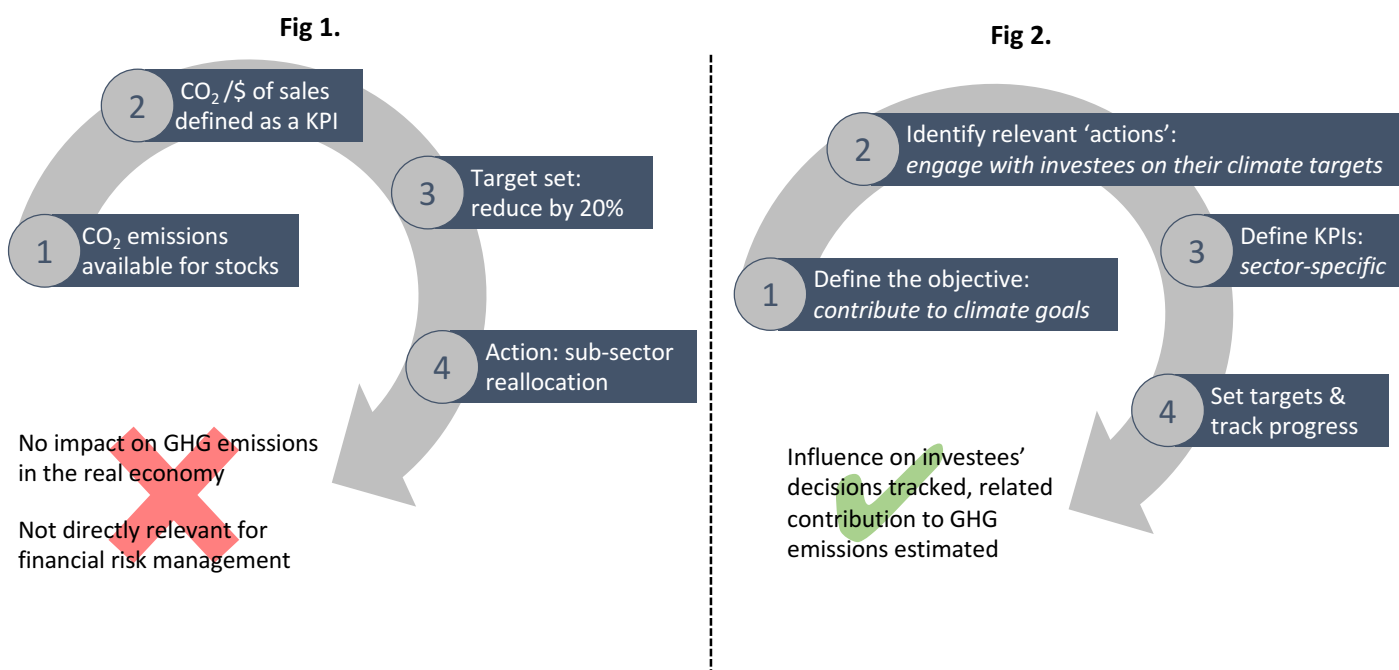 Fig 1.
2
CO₂ /$ of sales
defined as a KPI
3
Target set:
reduce by 20%
1
CO₂ emissions
available for stocks
4
Action: sub-sector
reallocation
No impact on GHG emissions
in the real economy
Not directly relevant for
financial risk management
Fig 2.
2
Identify relevant ‘actions’:
engage with investees on their climate targets
3
Define KPIs:
sector-specific
1
Define the objective:
contribute to climate goals
4
Set targets &
track progress
Influence on investees’
decisions tracked, related
contribution to GHG
emissions estimated